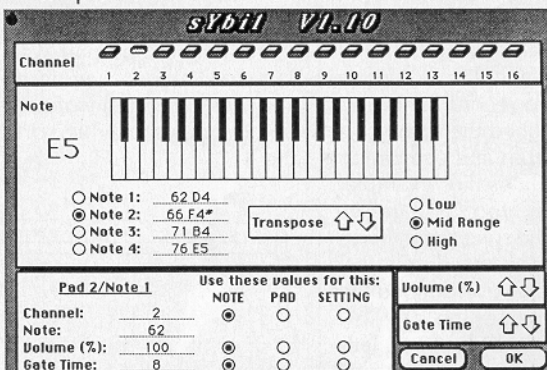 sYbil V1.10
Channel
1 2 3 4 5 6 7 8 9 10 11 12 13 14 15 16
Note
E5
Note 1: 62 D4
Note 2: 66 F4#
Note 3: 71 B4
Note 4: 76 E5
Transpose
Low
Mid Range
High
Pad 2/Note 1
Use these values for this:
NOTE PAD SETTING
Channel: 2
Note: 62
Volume (%): 100
Gate Time: 8
Volume (%)
Gate Time
Cancel OK